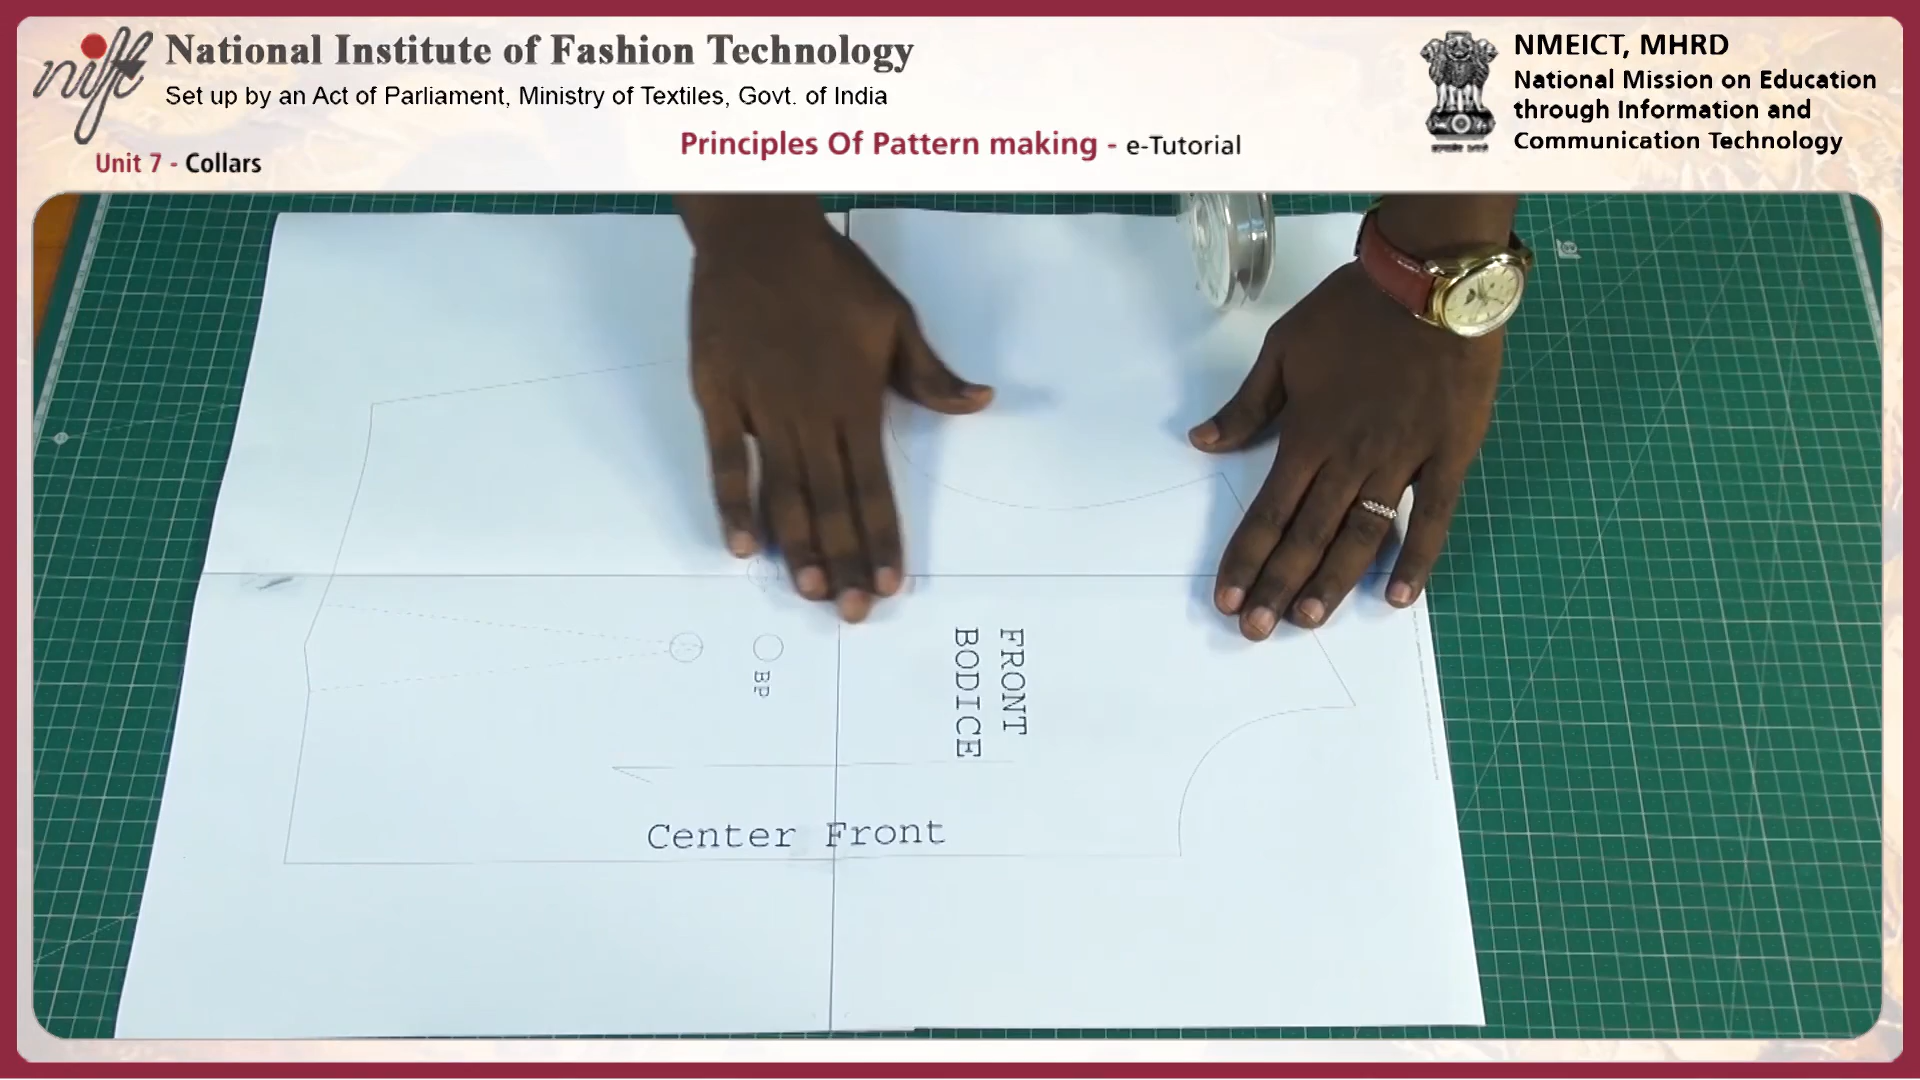 nift
National Institute of Fashion Technology
Set up by an Act of Parliament, Ministry of Textiles, Govt. of India
NMEICT, MHRD
National Mission on Education
through Information and
Communication Technology
Principles Of Pattern making - e-Tutorial
Unit 7 - Collars
FRONT
BODICE
BP
Center Front